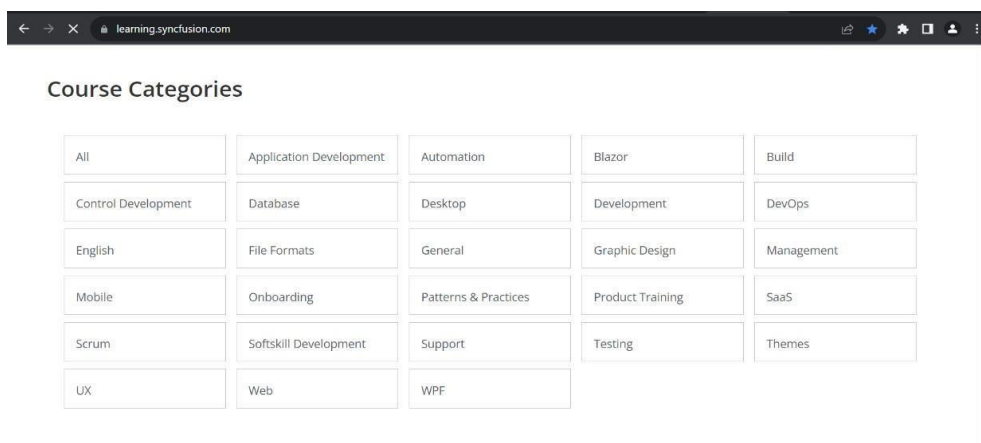 learning.syncfusion.com
Course Categories
All Application Development Automation Blazor Build
Control Development Database Desktop Development DevOps
English File Formats General Graphic Design Management
Mobile Onboarding Patterns & Practices Product Training SaaS
Scrum Softskill Development Support Testing Themes
UX Web WPF